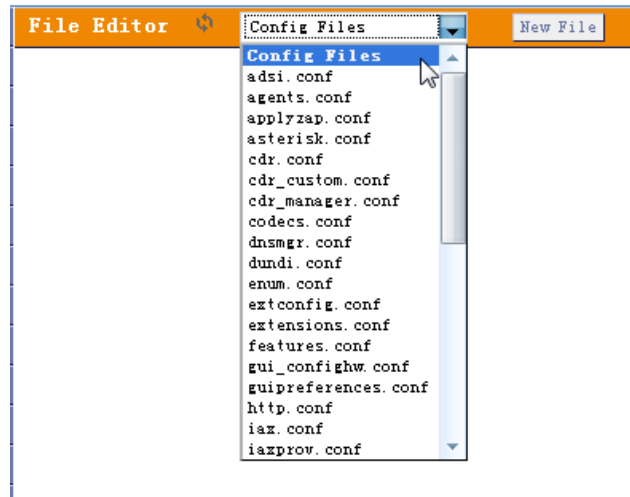 File Editor Config Files New File
Config Files
adsi.conf
agents.conf
applyzap.conf
asterisk.conf
cdr.conf
cdr_custom.conf
cdr_manager.conf
codecs.conf
dnsmgr.conf
dundi.conf
enum.conf
extconfig.conf
extensions.conf
features.conf
gui_confighw.conf
guipreferences.conf
http.conf
iax.conf
iaxprov.conf